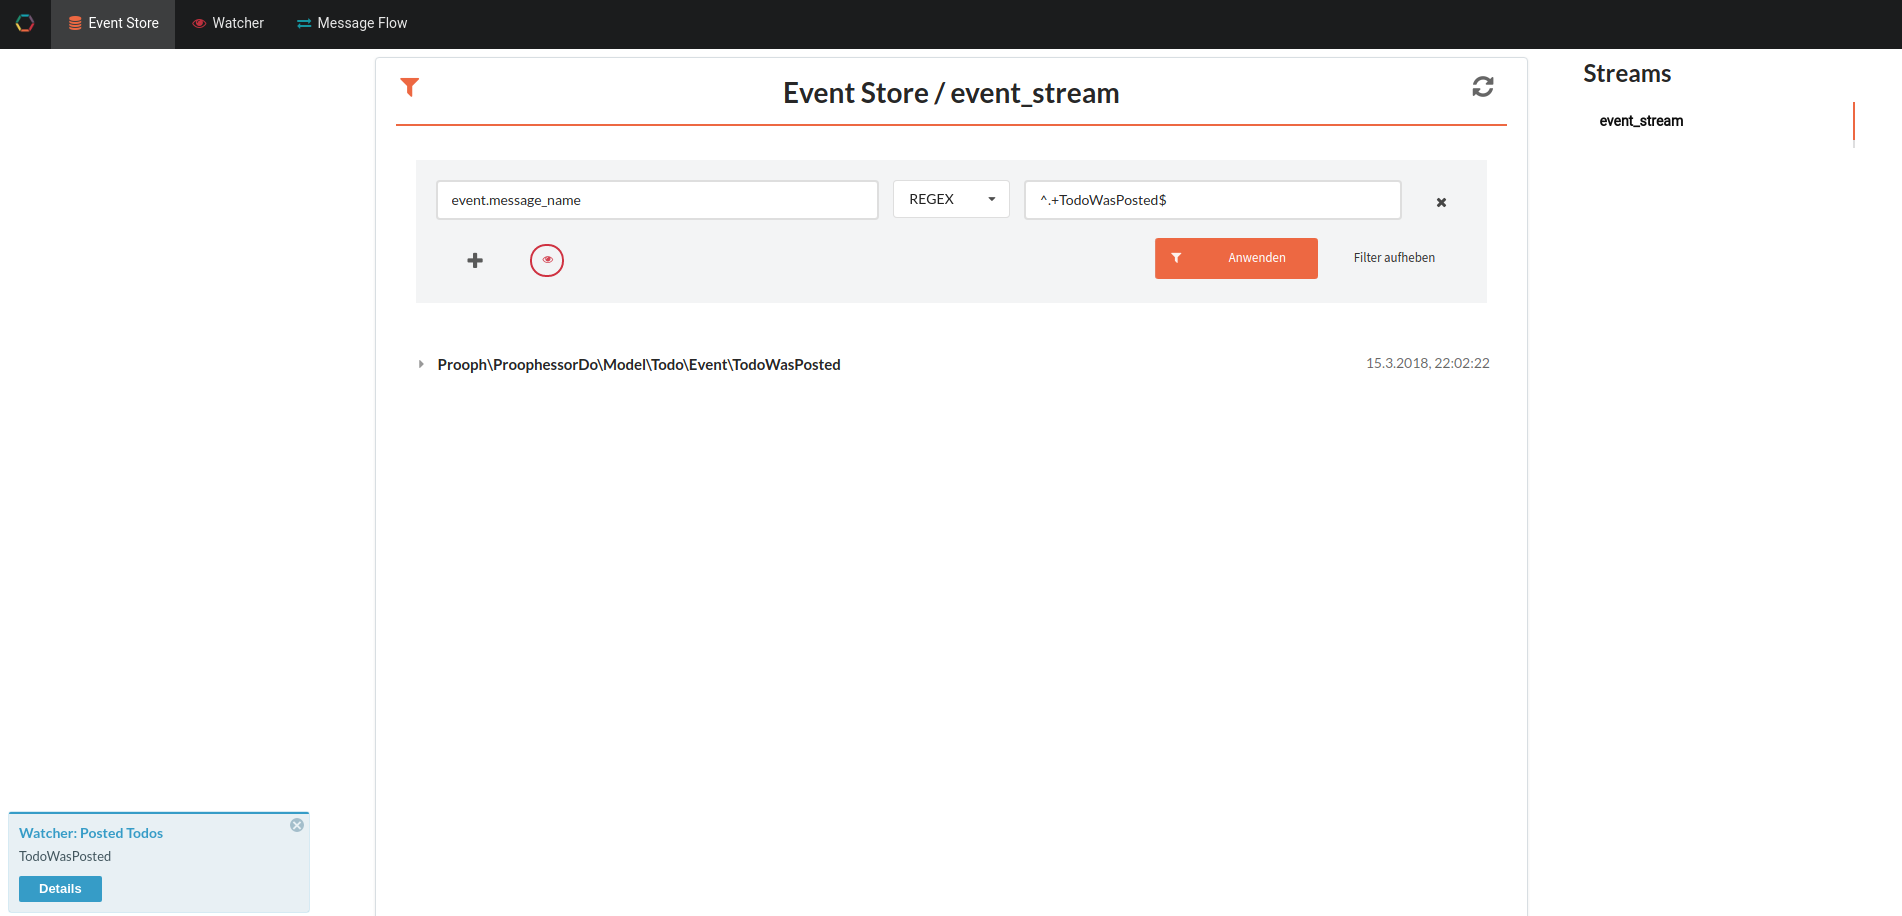 Event Store
Watcher
Message Flow
Event Store / event_stream
Streams
event_stream
event.message_name
REGEX
^.+TodoWasPosted$
Anwenden
Filter aufheben
Prooph\ProophessorDo\Model\Todo\Event\TodoWasPosted
15.3.2018, 22:02:22
Watcher: Posted Todos
TodoWasPosted
Details